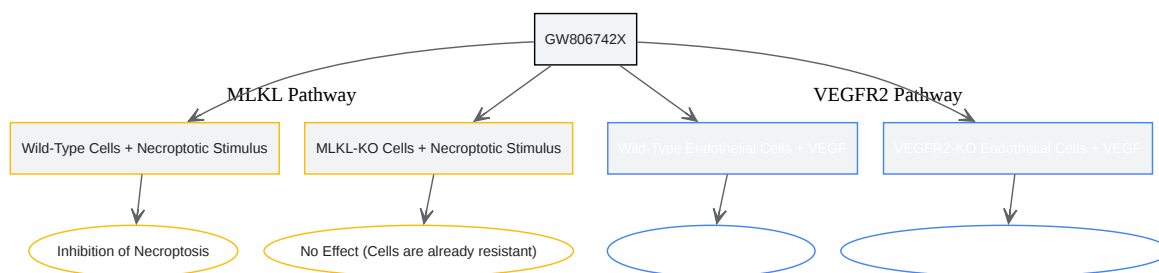 GW806742X
MLKL Pathway
VEGFR2 Pathway
Wild-Type Cells + Necroptotic Stimulus
MLKL-KO Cells + Necroptotic Stimulus
Wild-Type Endothelial Cells + VEGF
VEGFR2-KO Endothelial Cells + VEGF
Inhibition of Necroptosis
No Effect (Cells are already resistant)